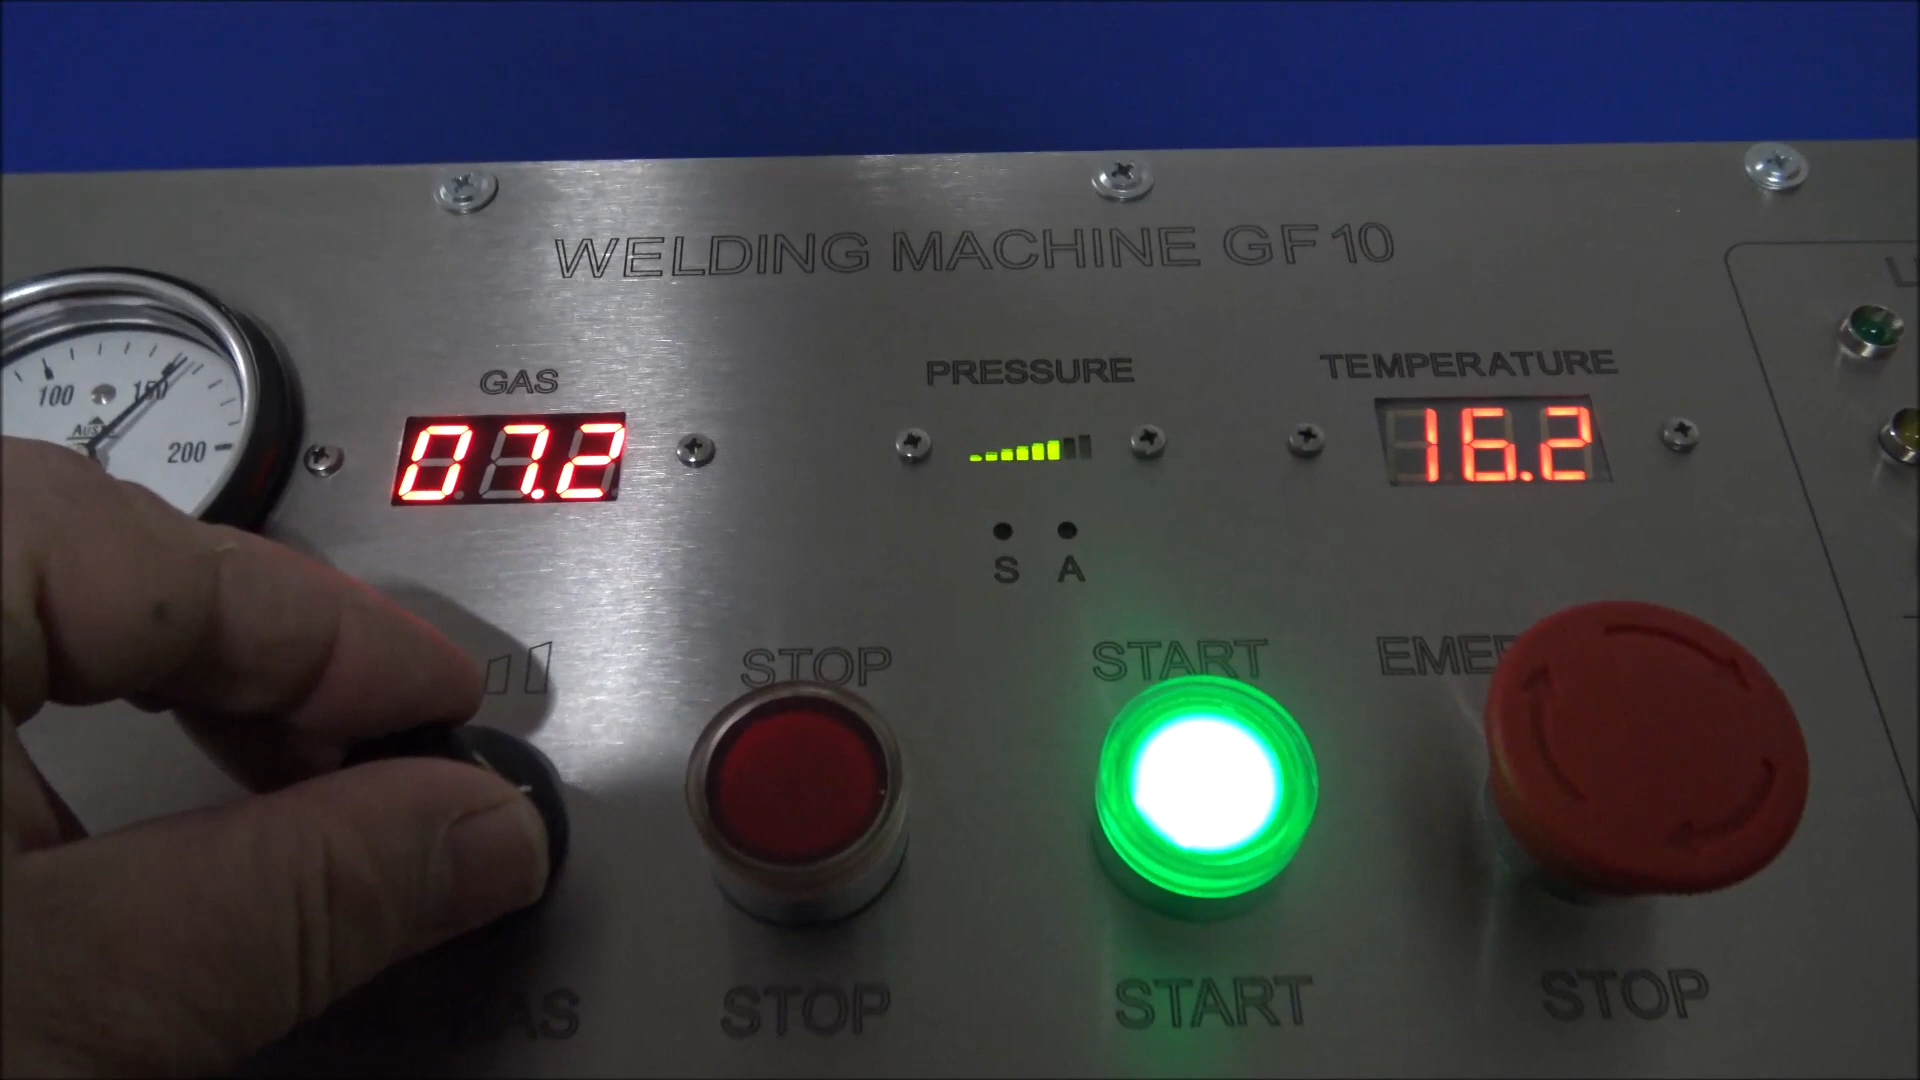 WELDING MACHINE GF10
GAS
PRESSURE
TEMPERATURE
100
150
200
07.2
16.2
S A
STOP
START
STOP
START
STOP